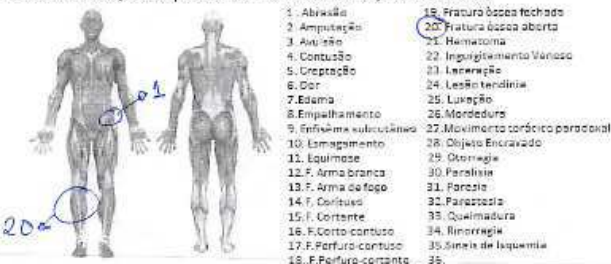 1. Abrasão
2. Amputação
3. Avulsão
4. Contusão
5. Creptação
6. Dor
7.Edema
8.Empalhamento
9. Enfisêma subcutâneo
10. Esmagamento
11. Equimose
12.F. Arma branca
13.F. Arma de fogo
14.F. Contuso
15.F. Cortante
16.F.Corto contuso
17.F.Perfuro-contuso
18.F.Perfuro-cortante
19. Fratura óssea fechada
20. Fratura óssea aberta
21. Hematoma
22. Ingurgitamento Venoso
23. Laceração
24. Lesão tendínia
25. Luxação
26.Mordedura
27.Movimento torácico paradoxal
28. Objeto Encravado
29. Otorragia
30.Paralisia
31. Paresia
32.Parestesia
33. Queimadura
34. Rinorragia
35.Sinais de Isquemia
36.
1
20